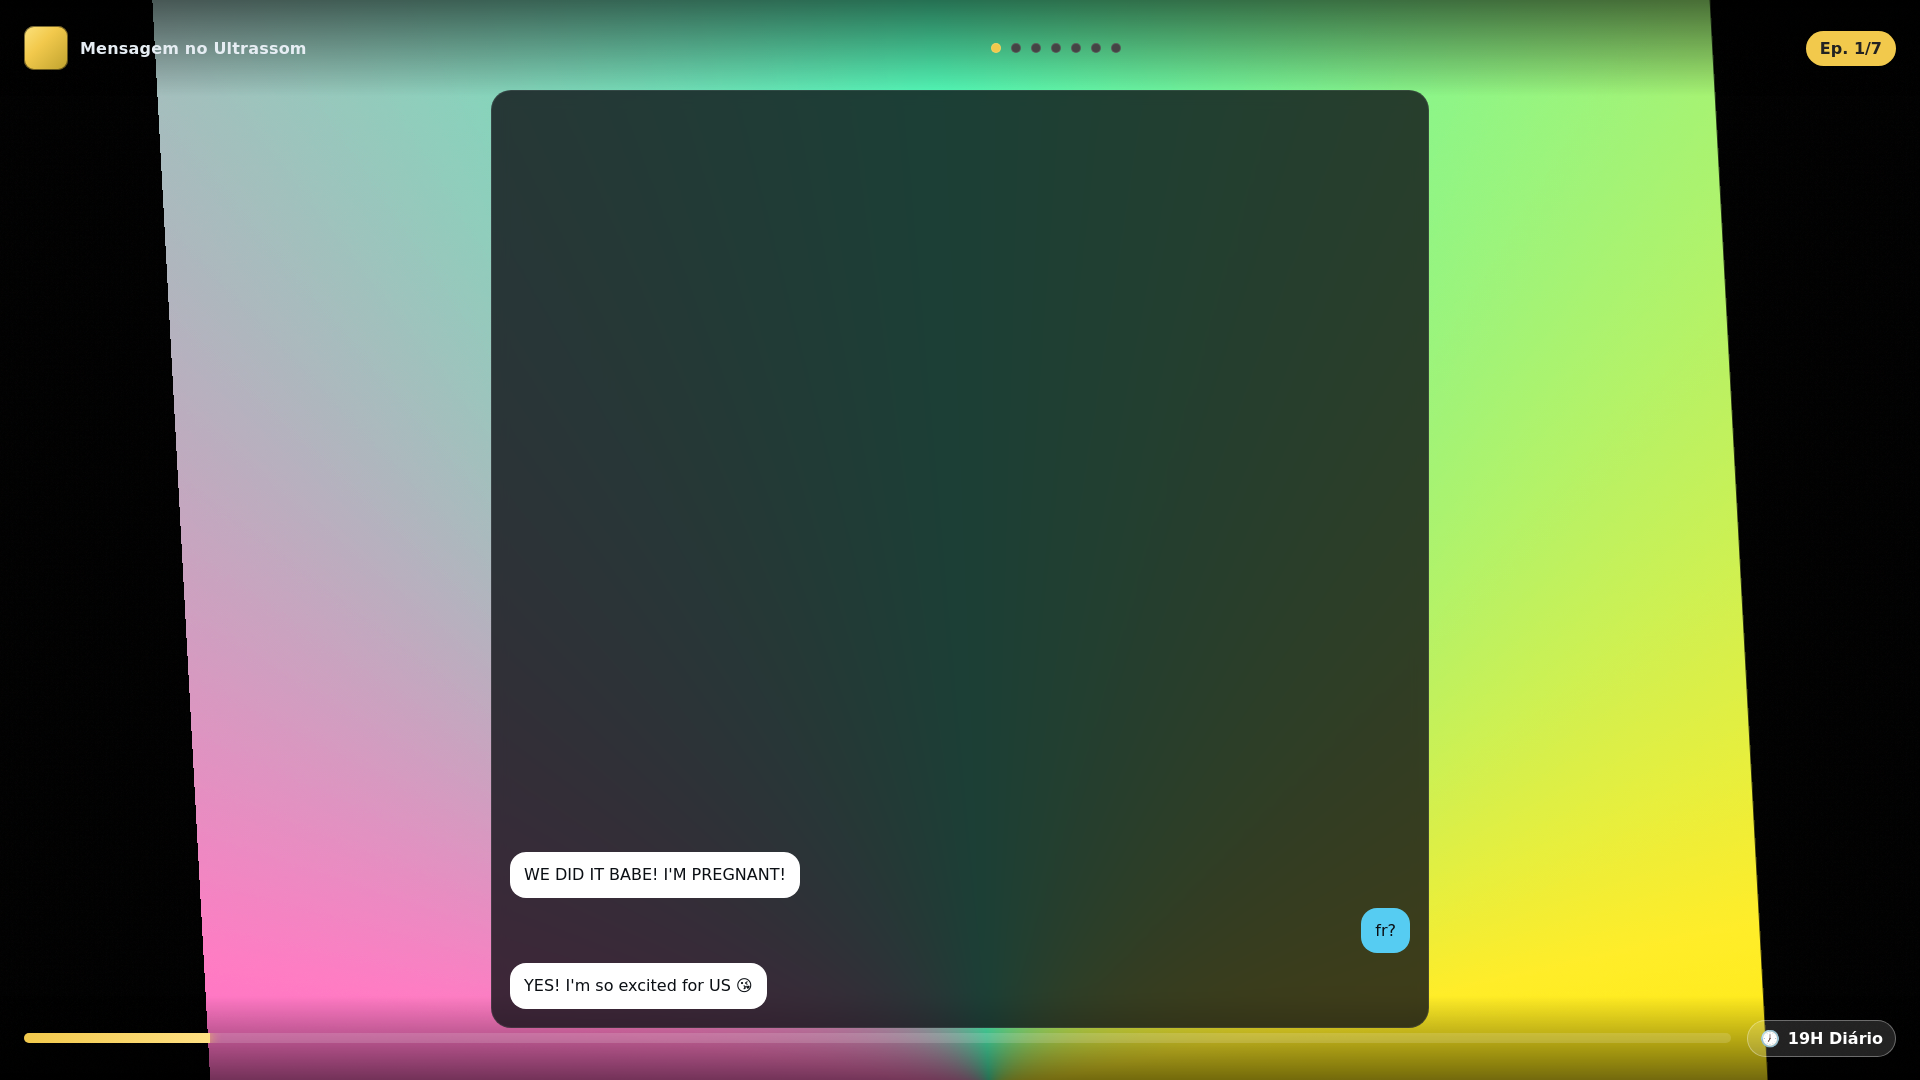 Mensagem no Ultrassom
Ep. 1/7
WE DID IT BABE! I'M PREGNANT!
fr?
YES! I'm so excited for US 😘
🕖 19H Diário